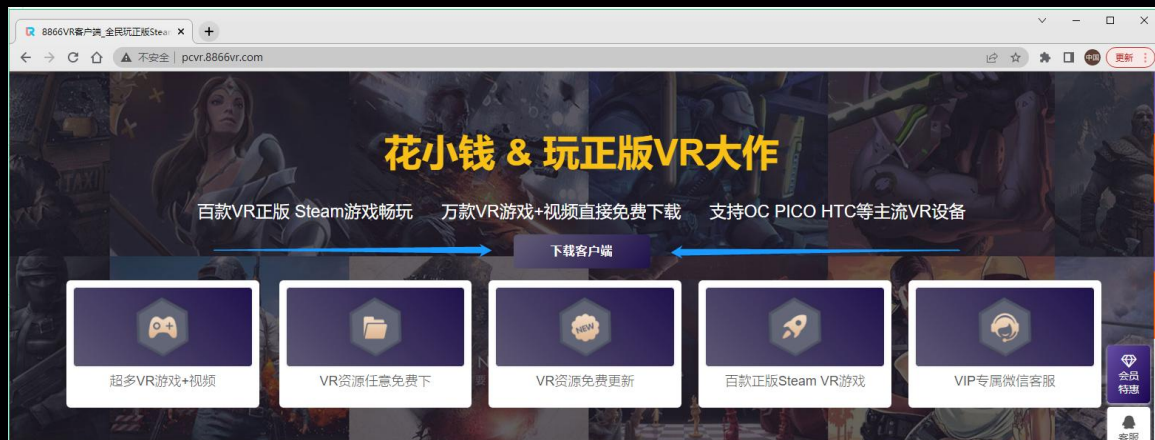 8866VR客户端_全民玩正版Stea
不安全 pcvr.8866vr.com
中国
更新
花小钱 & 玩正版VR大作
百款VR正版 Steam游戏畅玩 万款VR游戏+视频直接免费下载 支持OC PICO HTC等主流VR设备
下载客户端
TAXI
NEW
超多VR游戏+视频
VR资源任意免费下
VR资源免费更新
百款正版Steam VR游戏
VIP专属微信客服
会员
特惠
客服